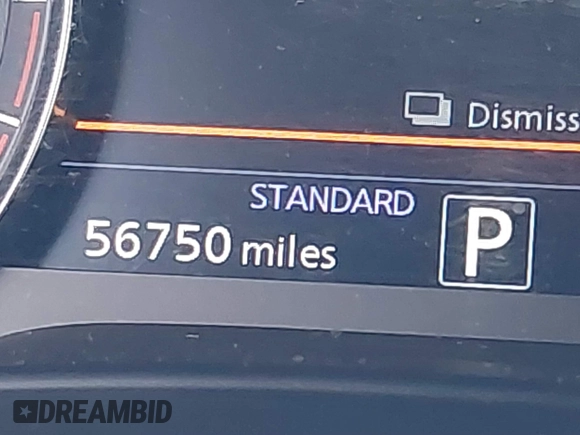 Dismiss
STANDARD
56750 miles
P
DREAMBID